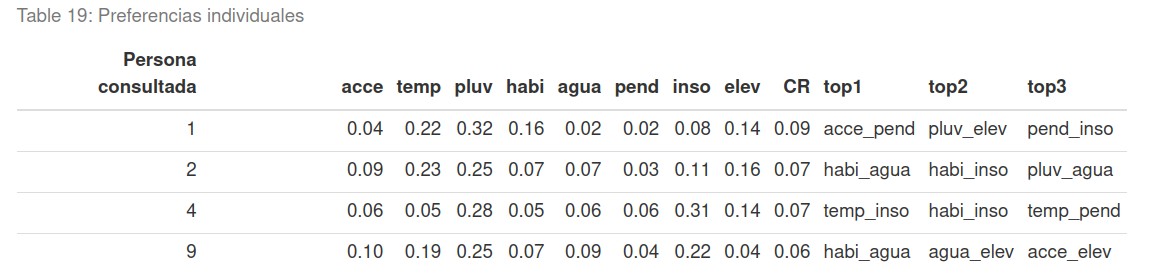 Table 19: Preferencias individuales
Persona
consultada acce temp pluv habi agua pend inso elev CR top1 top2 top3
1 0.04 0.22 0.32 0.16 0.02 0.02 0.08 0.14 0.09 acce_pend pluv_elev pend_inso
2 0.09 0.23 0.25 0.07 0.07 0.03 0.11 0.16 0.07 habi_agua habi_inso pluv_agua
4 0.06 0.05 0.28 0.05 0.06 0.06 0.31 0.14 0.07 temp_inso habi_inso temp_pend
9 0.10 0.19 0.25 0.07 0.09 0.04 0.22 0.04 0.06 habi_agua agua_elev acce_elev